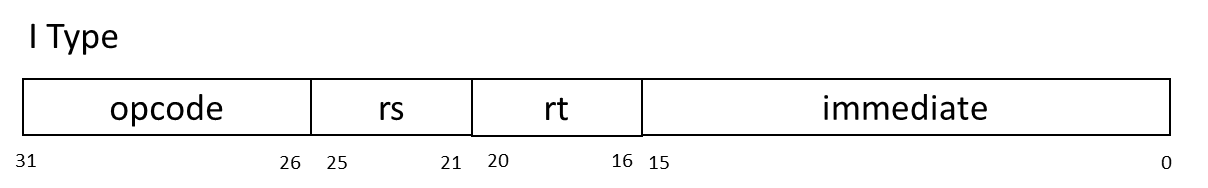 I Type
opcode rs rt immediate
31 26 25 21 20 16 15 0